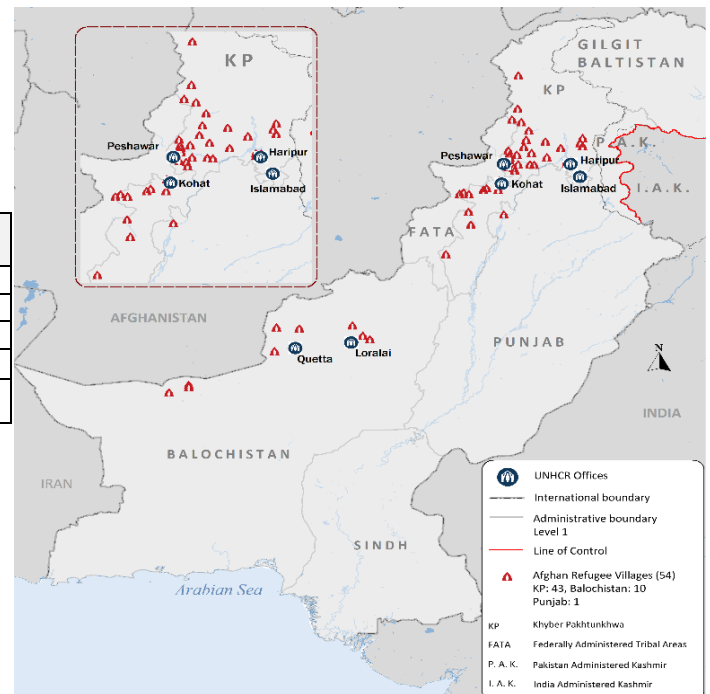 KP
Peshawar
Haripur
Kohat
Islamabad
GILGIT
BALTISTAN
KP
P. A. K.
Peshawar
Haripur
Kohat
Islamabad
I. A. K.
FATA
AFGHANISTAN
PUNJAB
N
Quetta
Loralai
INDIA
BALOCHISTAN
IRAN
SINDH
Arabian Sea
UNHCR Offices
International boundary
Administrative boundary
Level 1
Line of Control
Afghan Refugee Villages (54)
KP: 43, Balochistan: 10
Punjab: 1
KP Khyber Pakhtunkhwa
FATA Federally Administered Tribal Areas
P. A. K. Pakistan Administered Kashmir
I. A. K. India Administered Kashmir